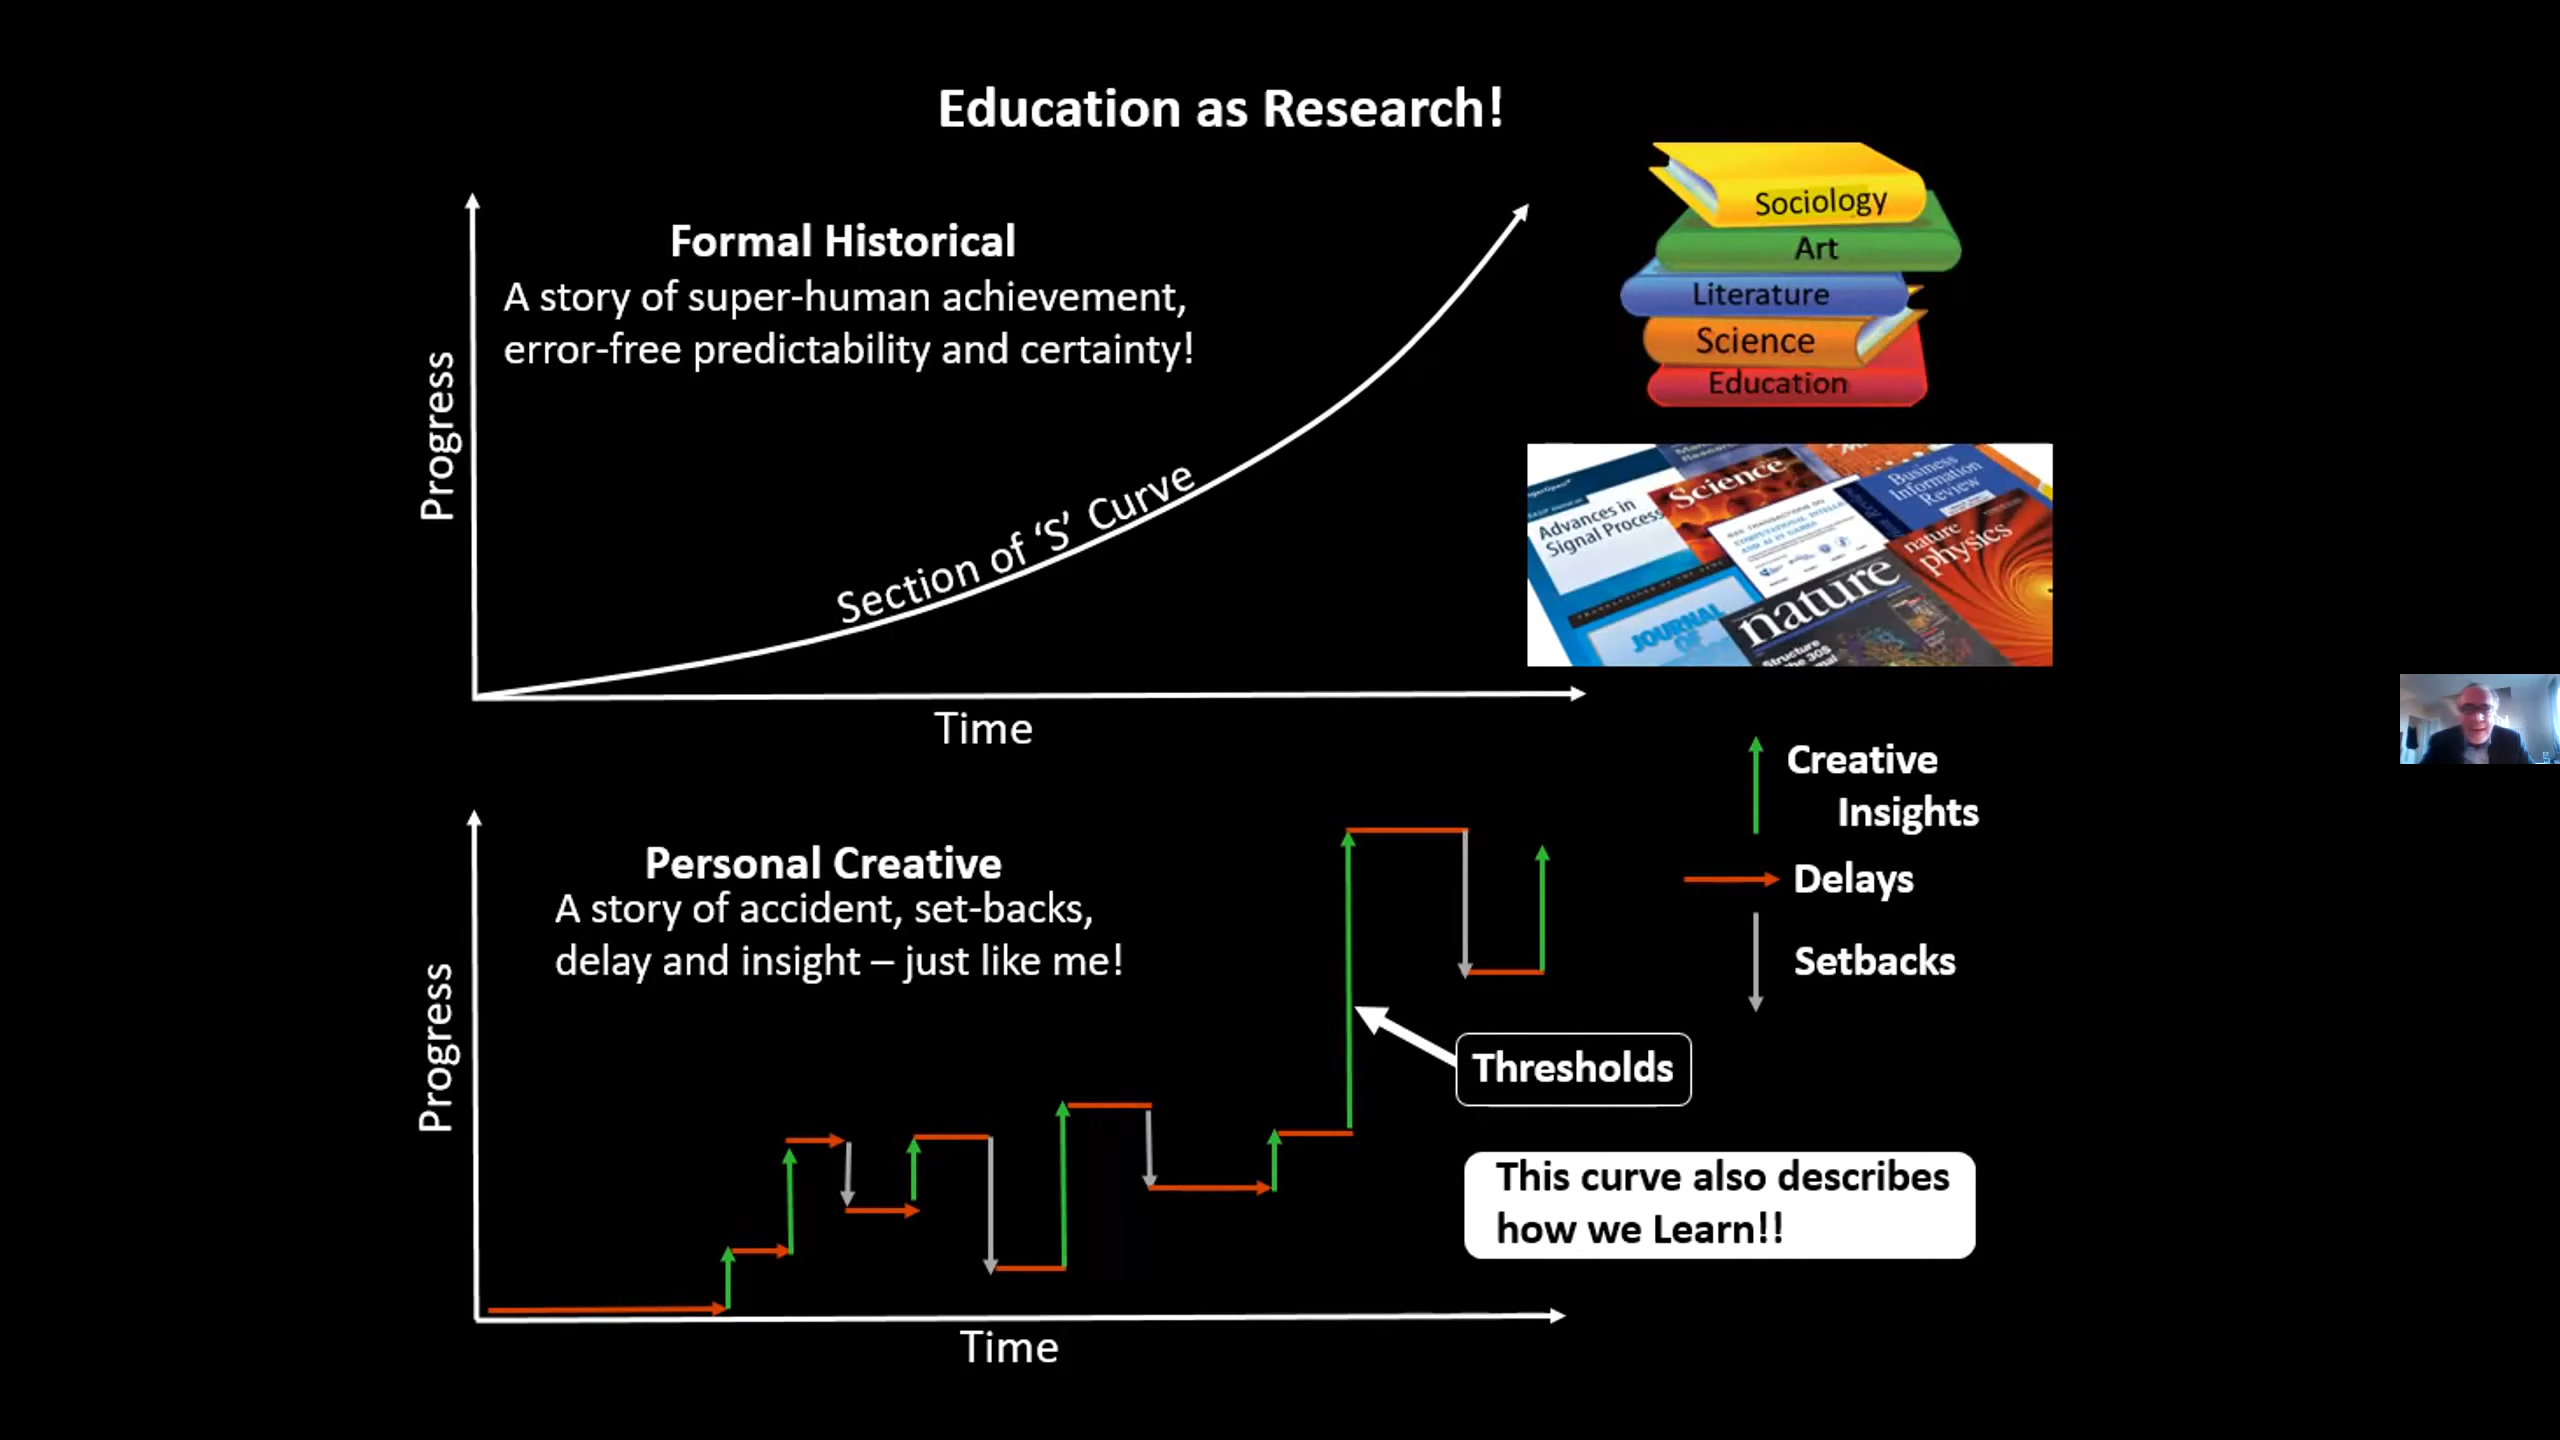 Education as Research!
Formal Historical
A story of super-human achievement,
error-free predictability and certainty!
Progress
Section of ‘S’ Curve
Time
Sociology
Art
Literature
Science
Education
Advances in
Signal Process
Science
Business
Information
Review
nature
physics
JOURNAL
OF
nature
Structure
Personal Creative
A story of accident, set-backs,
delay and insight – just like me!
Progress
Time
Creative
Insights
Delays
Setbacks
Thresholds
This curve also describes
how we Learn!!